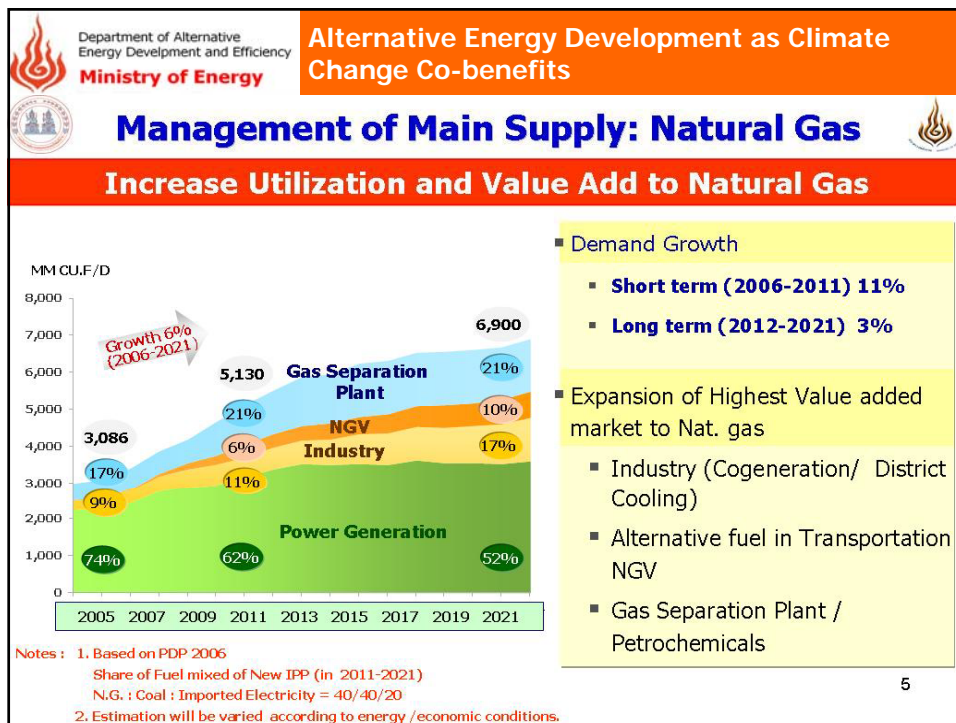 Department of Alternative
Energy Develpment and Efficiency
Ministry of Energy
Alternative Energy Development as Climate
Change Co-benefits
Management of Main Supply: Natural Gas
Increase Utilization and Value Add to Natural Gas
MM CU.F/D
8,000
7,000
6,000
5,000
4,000
3,000
2,000
1,000
0
Growth 6%
(2006-2021)
3,086
17%
9%
74%
5,130
21%
6%
11%
62%
6,900
21%
10%
17%
52%
Gas Separation
Plant
NGV
Industry
Power Generation
2005 2007 2009 2011 2013 2015 2017 2019 2021
▪ Demand Growth
▪ Short term (2006-2011) 11%
▪ Long term (2012-2021) 3%
▪ Expansion of Highest Value added
market to Nat. gas
▪ Industry (Cogeneration/ District
Cooling)
▪ Alternative fuel in Transportation
NGV
▪ Gas Separation Plant /
Petrochemicals
Notes : 1. Based on PDP 2006
Share of Fuel mixed of New IPP (in 2011-2021)
N.G. : Coal : Imported Electricity = 40/40/20
2. Estimation will be varied according to energy /economic conditions.
5